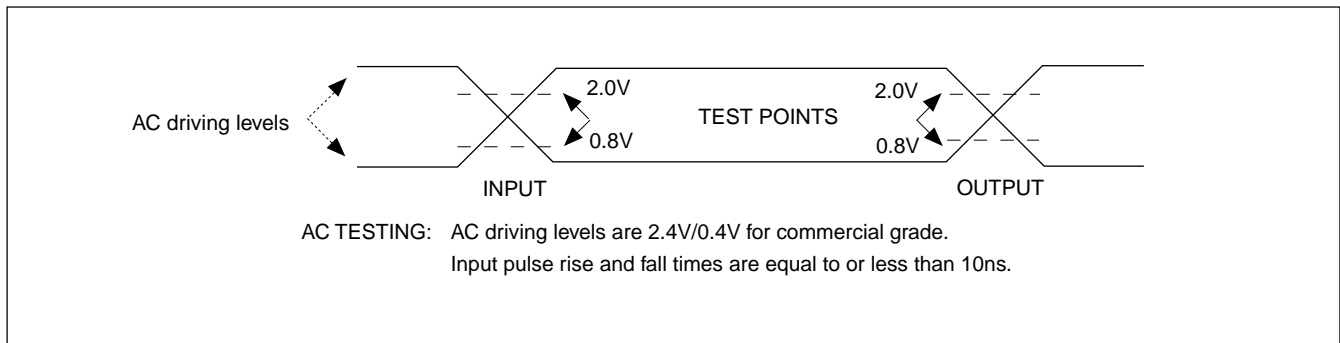 2.0V
2.0V
AC driving levels
TEST POINTS
0.8V
0.8V
INPUT
OUTPUT
AC TESTING: AC driving levels are 2.4V/0.4V for commercial grade.
Input pulse rise and fall times are equal to or less than 10ns.